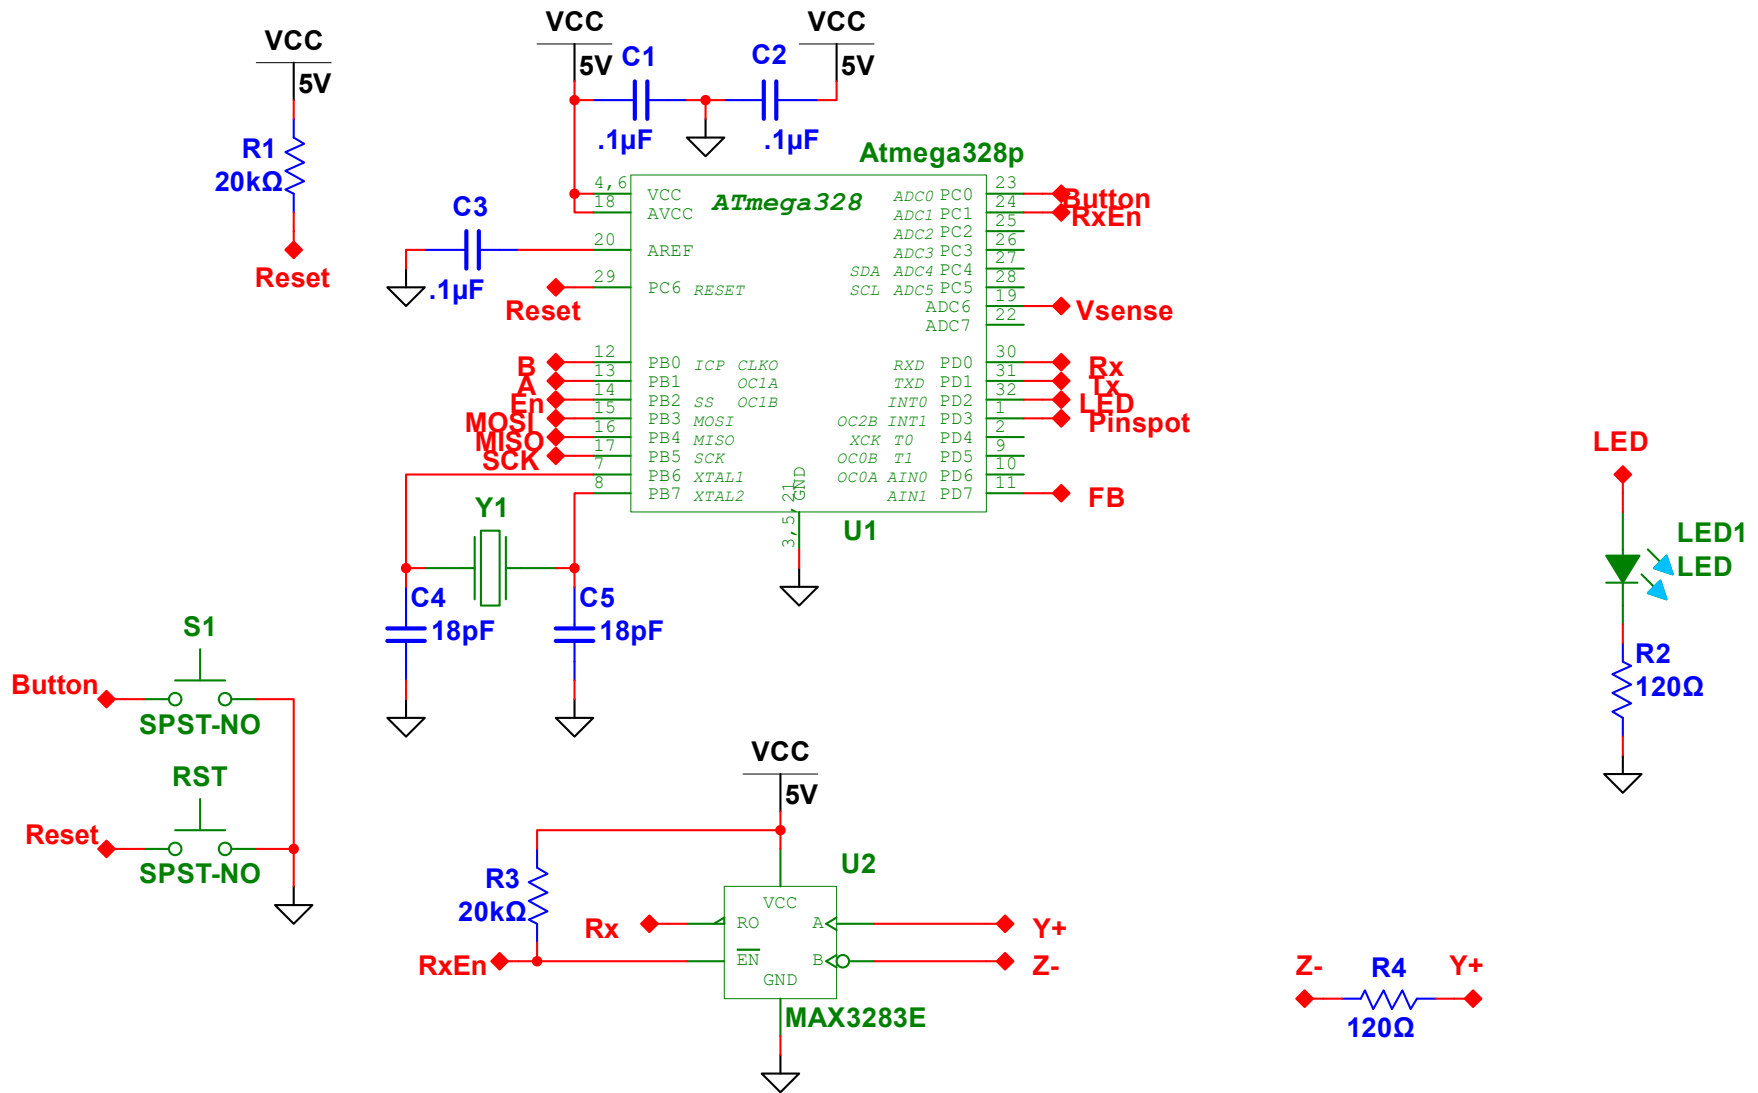 VCC
5V
R1
20kΩ
Reset
VCC
5V
C1
.1µF
C2
.1µF
VCC
5V
Atmega328p
ATmega328
C3
.1µF
4,6 VCC
18 AVCC
20 AREF
29 PC6 RESET
Reset
B 12 PB0 ICP CLKO
A 13 PB1 OC1A
En 14 PB2 SS OC1B
MOSI 15 PB3 MOSI
MISO 16 PB4 MISO
SCK 17 PB5 SCK
7 PB6 XTAL1
8 PB7 XTAL2
ADC0 PC0 23 Button
ADC1 PC1 24 RxEn
ADC2 PC2 25
ADC3 PC3 26
SDA ADC4 PC4 27
SCL ADC5 PC5 28
ADC6 19 Vsense
ADC7 22
RXD PD0 30 Rx
TXD PD1 31 Tx
INT0 PD2 32 LED
OC2B INT1 PD3 1 Pinspot
XCK T0 PD4 2
OC0B T1 PD5 9
OC0A AIN0 PD6 10
AIN1 PD7 11 FB
GND
3,5,21
U1
Y1
C4
18pF
C5
18pF
LED
LED1
LED
R2
120Ω
S1
Button
SPST-NO
RST
Reset
SPST-NO
VCC
5V
R3
20kΩ
U2
VCC
Rx RO A Y+
RxEn EN B Z-
GND
MAX3283E
Z- R4 Y+
120Ω